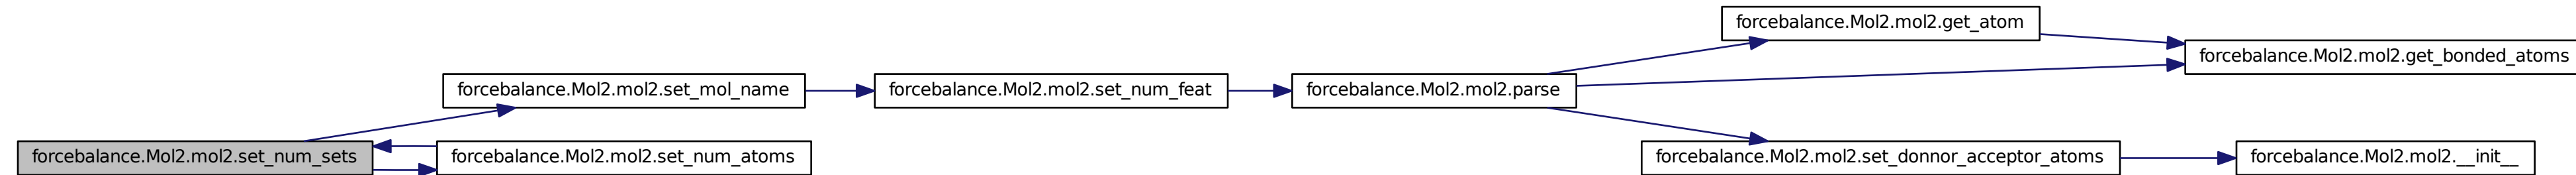 forcebalance.Mol2.mol2.get_atom
forcebalance.Mol2.mol2.get_bonded_atoms
forcebalance.Mol2.mol2.set_mol_name
forcebalance.Mol2.mol2.set_num_feat
forcebalance.Mol2.mol2.parse
forcebalance.Mol2.mol2.set_num_sets
forcebalance.Mol2.mol2.set_num_atoms
forcebalance.Mol2.mol2.set_donnor_acceptor_atoms
forcebalance.Mol2.mol2.__init__